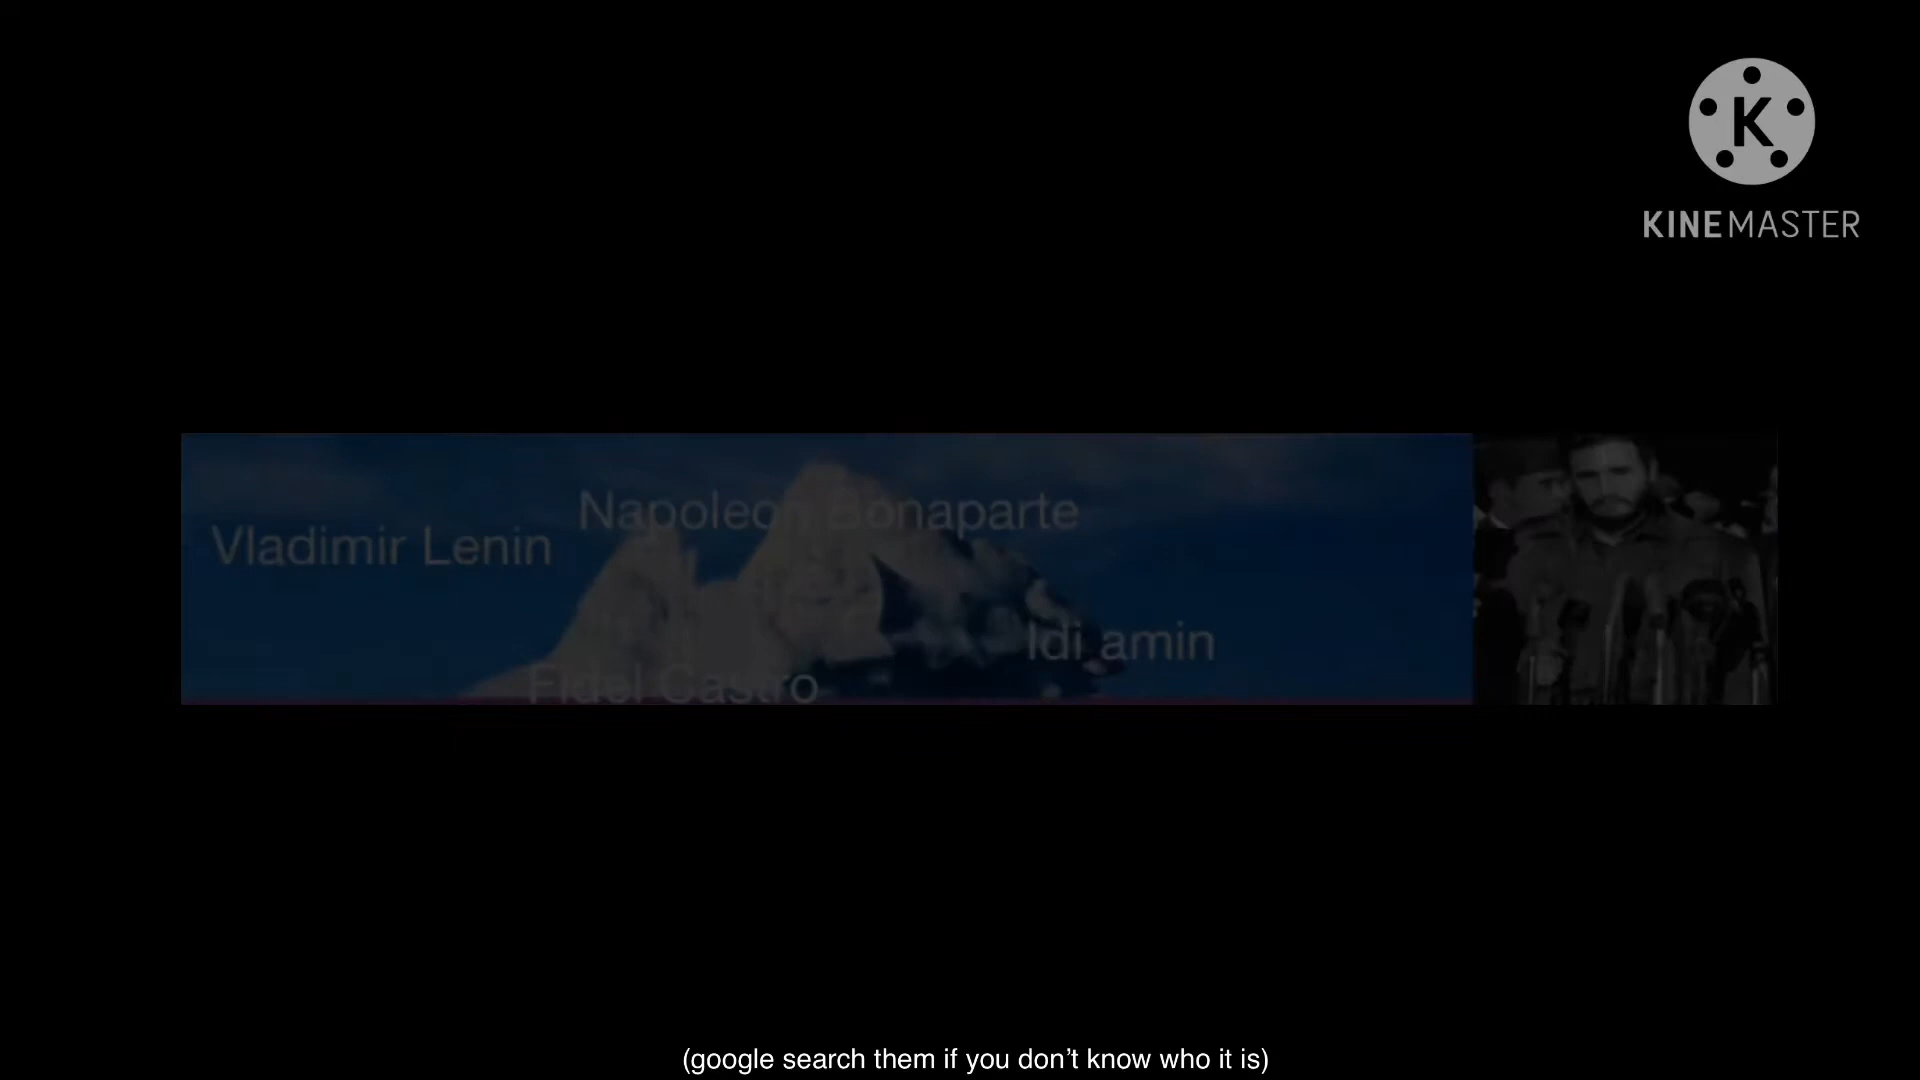 K
KINEMASTER
Napoleon Bonaparte
Vladimir Lenin
Idi amin
Fidel Castro
(google search them if you don’t know who it is)